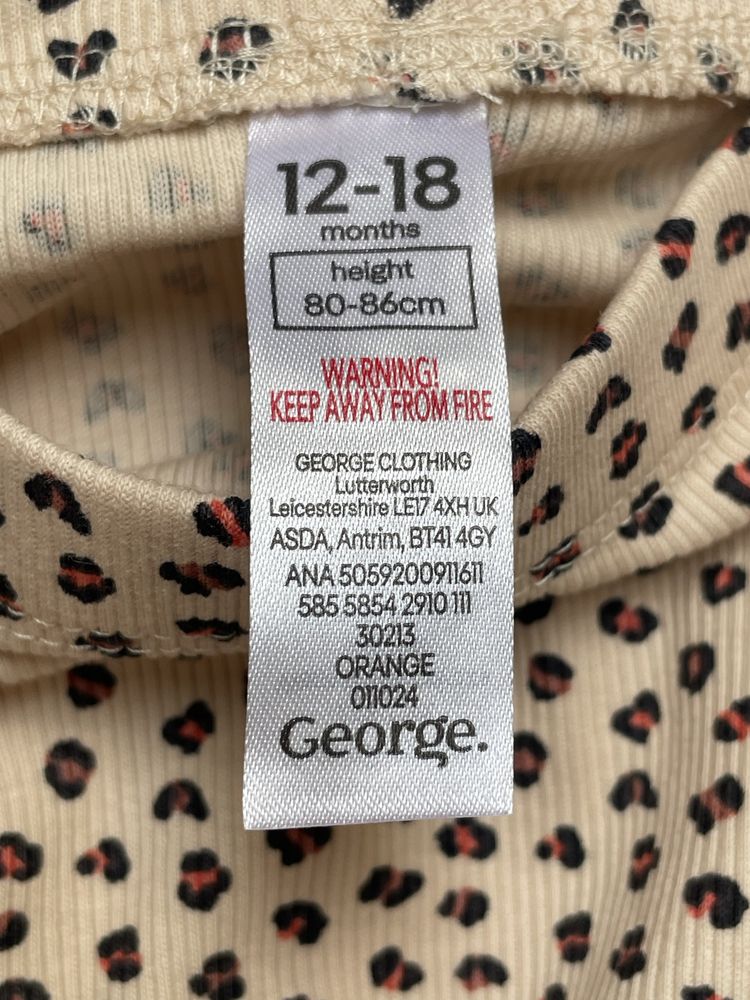 12-18
months
height
80-86cm
WARNING!
KEEP AWAY FROM FIRE
GEORGE CLOTHING
Lutterworth
Leicestershire LE17 4XH UK
ASDA, Antrim, BT41 4GY
ANA 5059200911611
585 5854 2910 111
30213
ORANGE
011024
George.